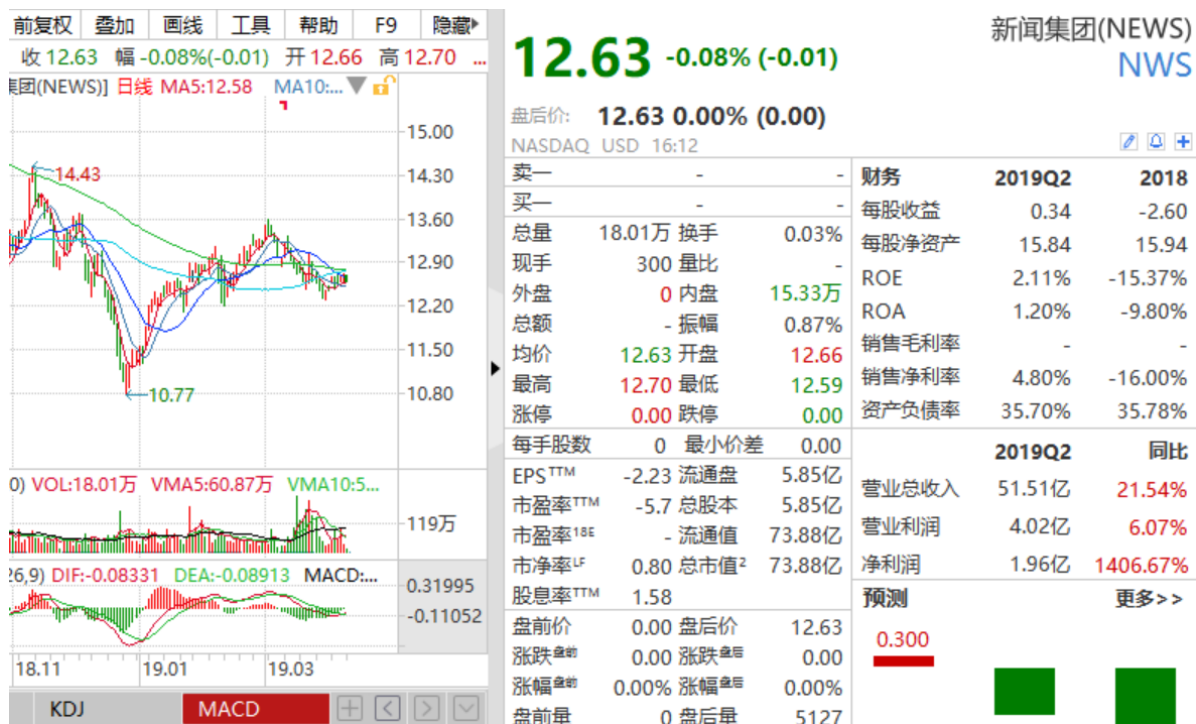 前复权 叠加 画线 工具 帮助 F9 隐藏
收 12.63 幅 -0.08%(-0.01) 开 12.66 高 12.70 ...
集团(NEWS)] 日线 MA5:12.58 MA10:...
15.00
14.43
14.30
13.60
12.90
12.20
11.50
10.77
10.80
0) VOL:18.01万 VMA5:60.87万 VMA10:5...
119万
26,9) DIF:-0.08331 DEA:-0.08913 MACD:...
0.31995
-0.11052
18.11 19.01 19.03
KDJ MACD
12.63 -0.08% (-0.01)
新闻集团(NEWS)
NWS
盘后价: 12.63 0.00% (0.00)
NASDAQ USD 16:12
卖一 - -
买一 - -
总量 18.01万 换手 0.03%
现手 300 量比 -
外盘 0 内盘 15.33万
总额 - 振幅 0.87%
均价 12.63 开盘 12.66
最高 12.70 最低 12.59
涨停 0.00 跌停 0.00
每手股数 0 最小价差 0.00
EPSTTM -2.23 流通盘 5.85亿
市盈率TTM -5.7 总股本 5.85亿
市盈率18E - 流通值 73.88亿
市净率LF 0.80 总市值2 73.88亿
股息率TTM 1.58
盘前价 0.00 盘后价 12.63
涨跌盘前 0.00 涨跌盘后 0.00
涨幅盘前 0.00% 涨幅盘后 0.00%
盘前量 0 盘后量 5127
财务 2019Q2 2018
每股收益 0.34 -2.60
每股净资产 15.84 15.94
ROE 2.11% -15.37%
ROA 1.20% -9.80%
销售毛利率 - -
销售净利率 4.80% -16.00%
资产负债率 35.70% 35.78%
2019Q2 同比
营业总收入 51.51亿 21.54%
营业利润 4.02亿 6.07%
净利润 1.96亿 1406.67%
预测 更多>>
0.300